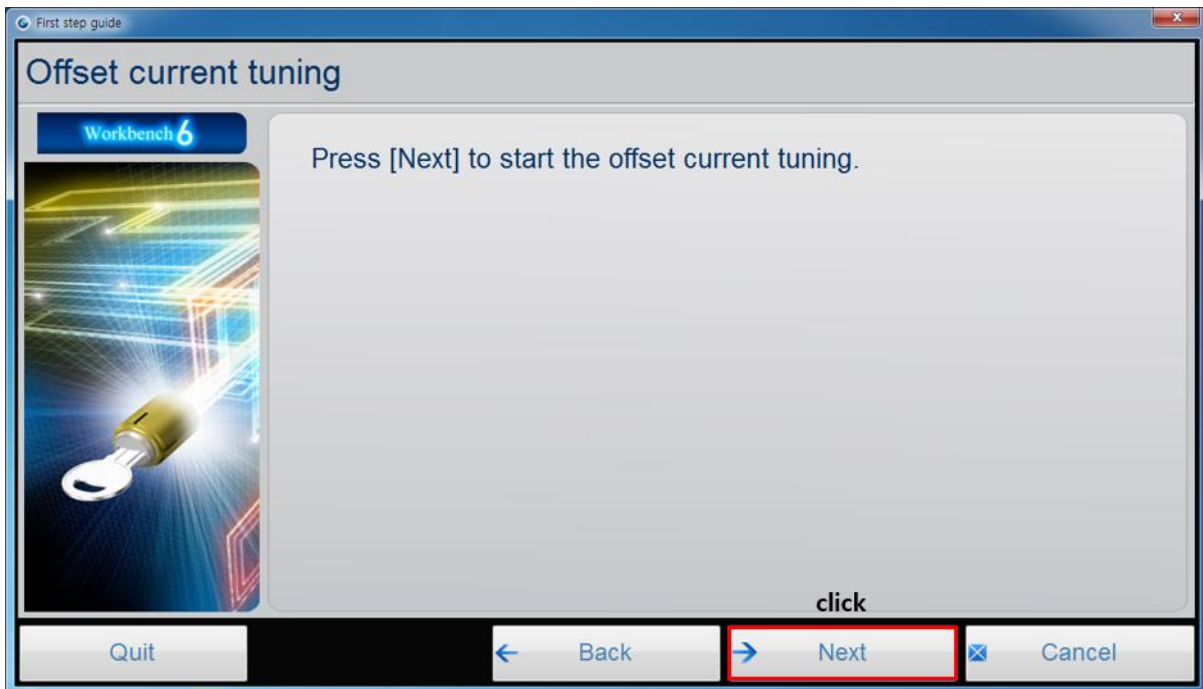 First step guide
Offset current tuning
Workbench 6
Press [Next] to start the offset current tuning.
click
Quit
Back
Next
Cancel